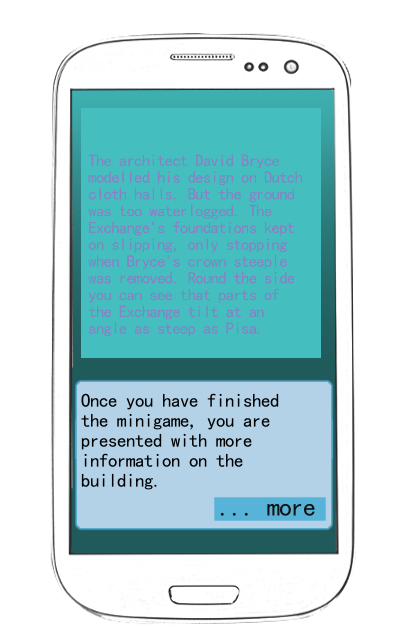 The architect David Bryce
modelled his design on Dutch
cloth halls. But the ground
was too waterlogged. The
Exchange's foundations kept
on slipping, only stopping
when Bryce's crown steeple
was removed. Round the side
you can see that parts of
the Exchange tilt at an
angle as steep as Pisa.
Once you have finished
the minigame, you are
presented with more
information on the
building.
... more